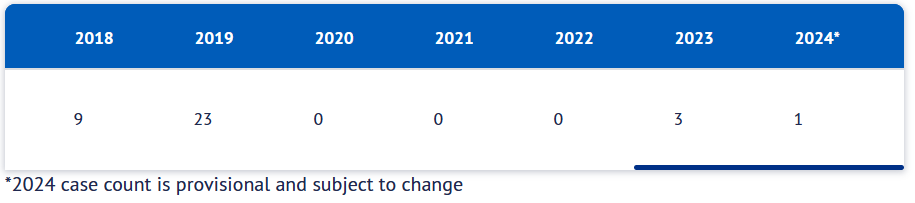 2018 2019 2020 2021 2022 2023 2024*
9 23 0 0 0 3 1
*2024 case count is provisional and subject to change